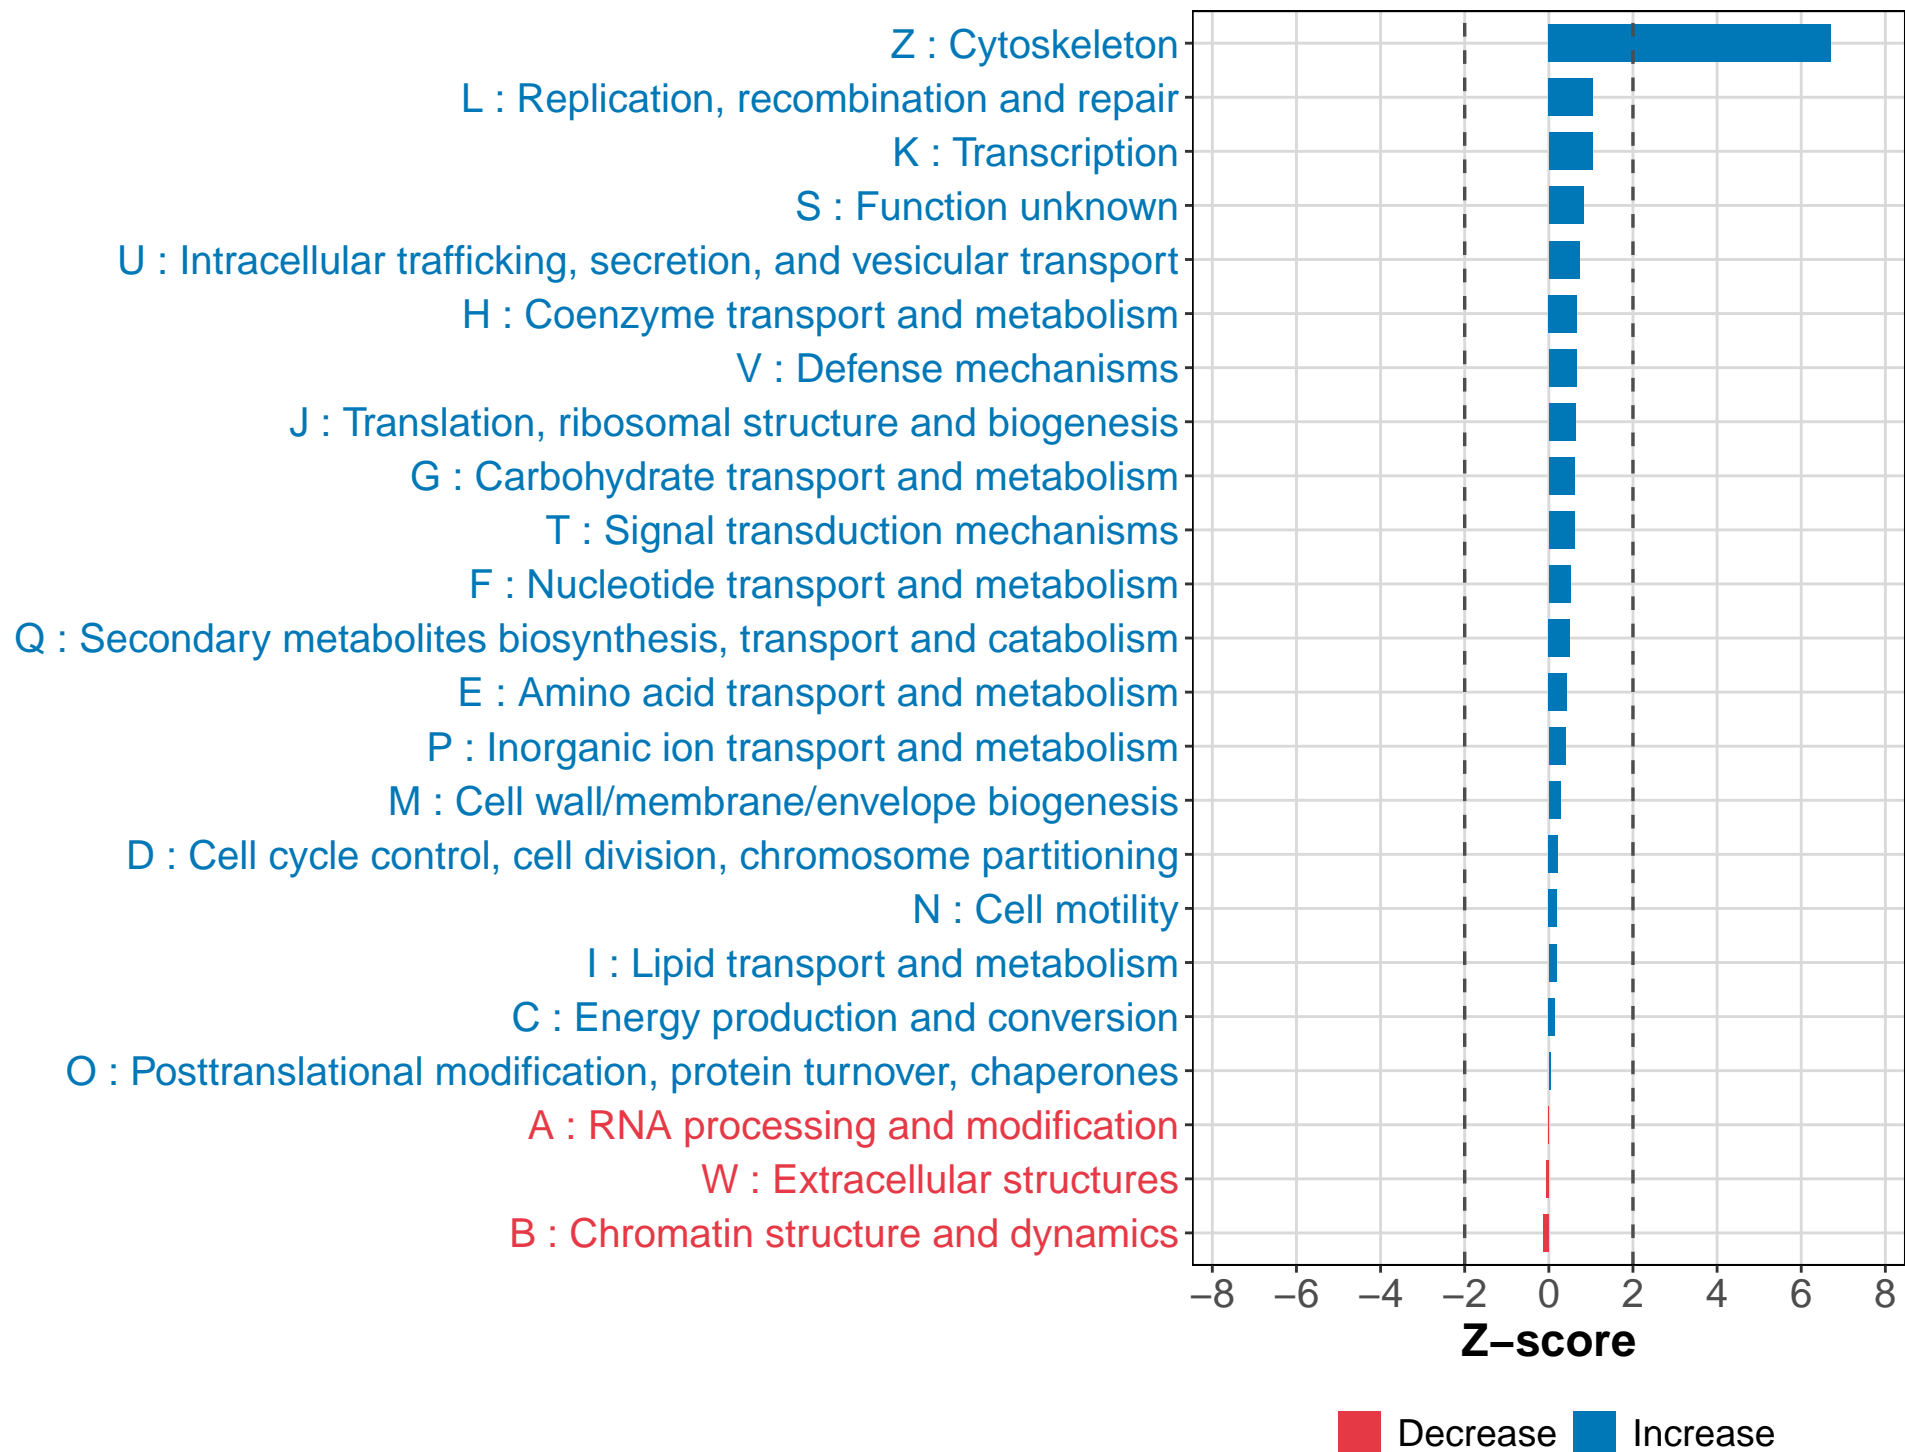 Z : Cytoskeleton
L : Replication, recombination and repair
K : Transcription
S : Function unknown
U : Intracellular trafficking, secretion, and vesicular transport
H : Coenzyme transport and metabolism
V : Defense mechanisms
J : Translation, ribosomal structure and biogenesis
G : Carbohydrate transport and metabolism
T : Signal transduction mechanisms
F : Nucleotide transport and metabolism
Q : Secondary metabolites biosynthesis, transport and catabolism
E : Amino acid transport and metabolism
P : Inorganic ion transport and metabolism
M : Cell wall/membrane/envelope biogenesis
D : Cell cycle control, cell division, chromosome partitioning
N : Cell motility
I : Lipid transport and metabolism
C : Energy production and conversion
O : Posttranslational modification, protein turnover, chaperones
A : RNA processing and modification
W : Extracellular structures
B : Chromatin structure and dynamics
−8 −6 −4 −2 0 2 4 6 8
Z−score
Decrease Increase